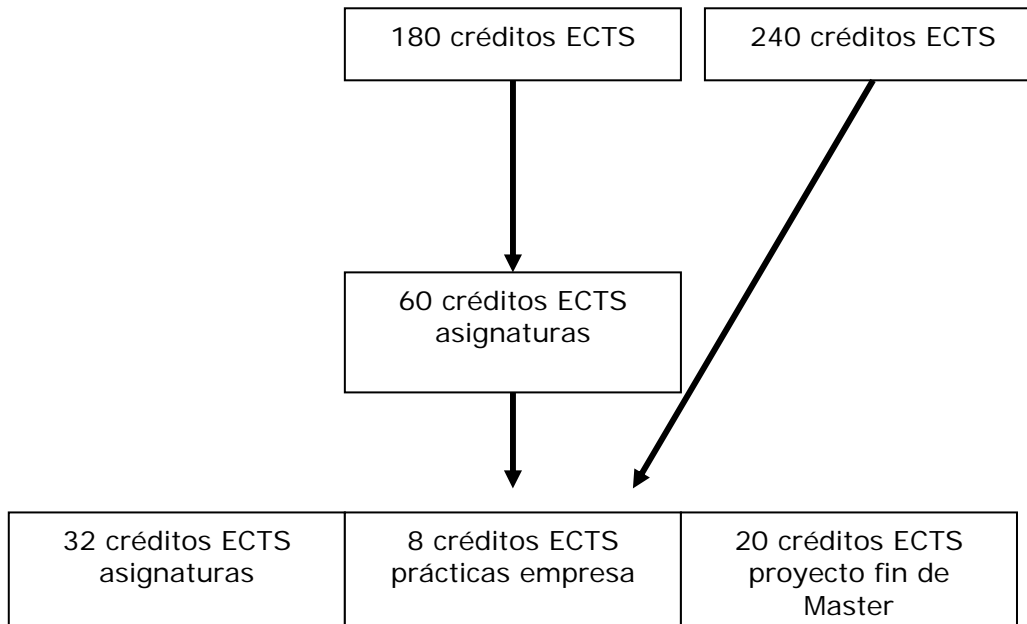 180 créditos ECTS
240 créditos ECTS
60 créditos ECTS
asignaturas
32 créditos ECTS
asignaturas
8 créditos ECTS
prácticas empresa
20 créditos ECTS
proyecto fin de
Master